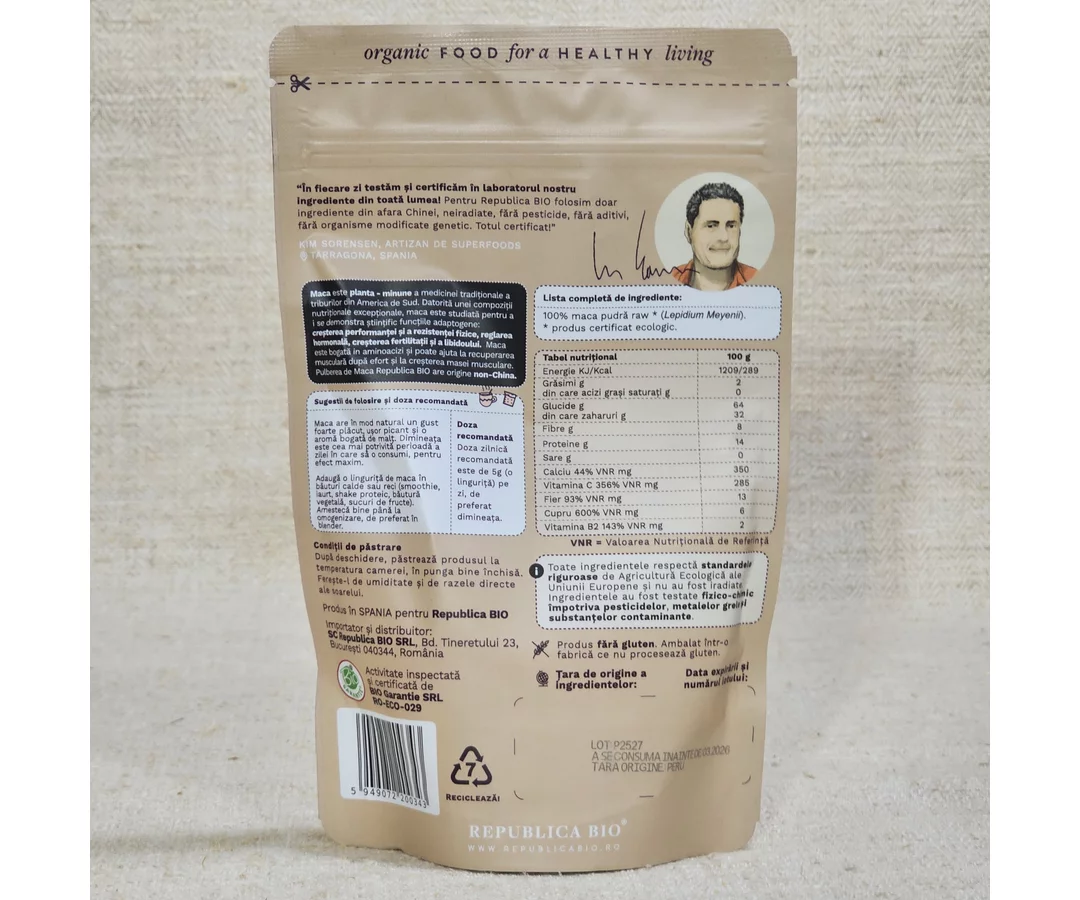 organic FOOD for a HEALTHY living
"În fiecare zi testăm și certificăm în laboratorul nostru
ingrediente din toată lumea! Pentru Republica BIO folosim doar
ingrediente din afara Chinei, neiradiate, fără pesticide, fără aditivi,
fără organisme modificate genetic. Totul certificat!"
KIM SORENSEN, ARTIZAN DE SUPERFOODS
TARRAGONA, SPANIA
Maca este planta - minune a medicinei tradiționale a
triburilor din America de Sud. Datorită unei compoziții
nutriționale excepționale, maca este studiată pentru a
i se demonstra științific funcțiile adaptogene:
creșterea performanței și a rezistenței fizice, reglarea
hormonală, creșterea fertilității și a libidoului. Maca
este bogată în aminoacizi și poate ajuta la recuperarea
musculară după efort și la creșterea masei musculare.
Pulberea de Maca Republica BIO are origine non-China.
Sugestii de folosire și doza recomandată
Maca are în mod natural un gust
foarte plăcut, ușor picant și o
aromă bogată de malț. Dimineața
este cea mai potrivită perioadă a
zilei în care să o consumi, pentru
efect maxim.
Adaugă o linguriță de maca în
băuturi calde sau reci (smoothie,
iaurt, shake proteic, băutură
vegetală, sucuri de fructe).
Amestecă bine până la
omogenizare, de preferat în
blender.
Doza
recomandată
Doza zilnică
recomandată
este de 5g (o
linguriță) pe
zi, de
preferat
dimineața.
Condiții de păstrare
După deschidere, păstrează produsul la
temperatura camerei, în punga bine închisă.
Ferește-l de umiditate și de razele directe
ale soarelui.
Produs în SPANIA pentru Republica BIO
Importator și distribuitor:
SC Republica BIO SRL, Bd. Tineretului 23,
București 040344, România
Activitate inspectată
și certificată de
BIO Garantie SRL
RO-ECO-029
5 949072 200343
7
RECICLEAZĂ!
Lista completă de ingrediente:
100% maca pudră raw * (Lepidium Meyenii).
* produs certificat ecologic.
Tabel nutrițional 100 g
Energie KJ/Kcal 1209/289
Grăsimi g 2
din care acizi grași saturați g 0
Glucide g 64
din care zaharuri g 32
Fibre g 8
Proteine g 14
Sare g 0
Calciu 44% VNR mg 350
Vitamina C 356% VNR mg 285
Fier 93% VNR mg 13
Cupru 600% VNR mg 6
Vitamina B2 143% VNR mg 2
VNR = Valoarea Nutrițională de Referință
Toate ingredientele respectă standardele
riguroase de Agricultură Ecologică ale
Uniunii Europene și nu au fost iradiate
Ingredientele au fost testate fizico-chimic
împotriva pesticidelor, metalelor grele și
substanțelor contaminante.
Produs fără gluten. Ambalat într-o
fabrică ce nu procesează gluten.
Țara de origine a
ingredientelor:
Data expirării și
numărul lotului:
LOT P2527
A SE CONSUMA INAINTE DE 03.2026
TARA ORIGINE. PERU
REPUBLICA BIO®
WWW.REPUBLICABIO.RO